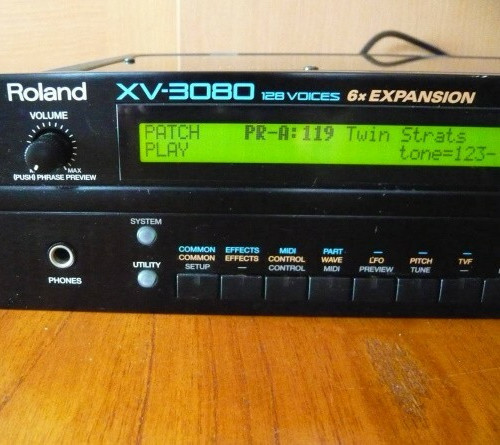 Roland XV-3080 128 VOICES 6x EXPANSION
VOLUME
MAX
(PUSH) PHRASE PREVIEW
PATCH PR-A:119 Twin Strats
PLAY tone=123-
SYSTEM
UTILITY
PHONES
COMMON EFFECTS MIDI PART — — —
COMMON EFFECTS CONTROL WAVE LFO PITCH TVF
SETUP — CONTROL MIDI PREVIEW TUNE —